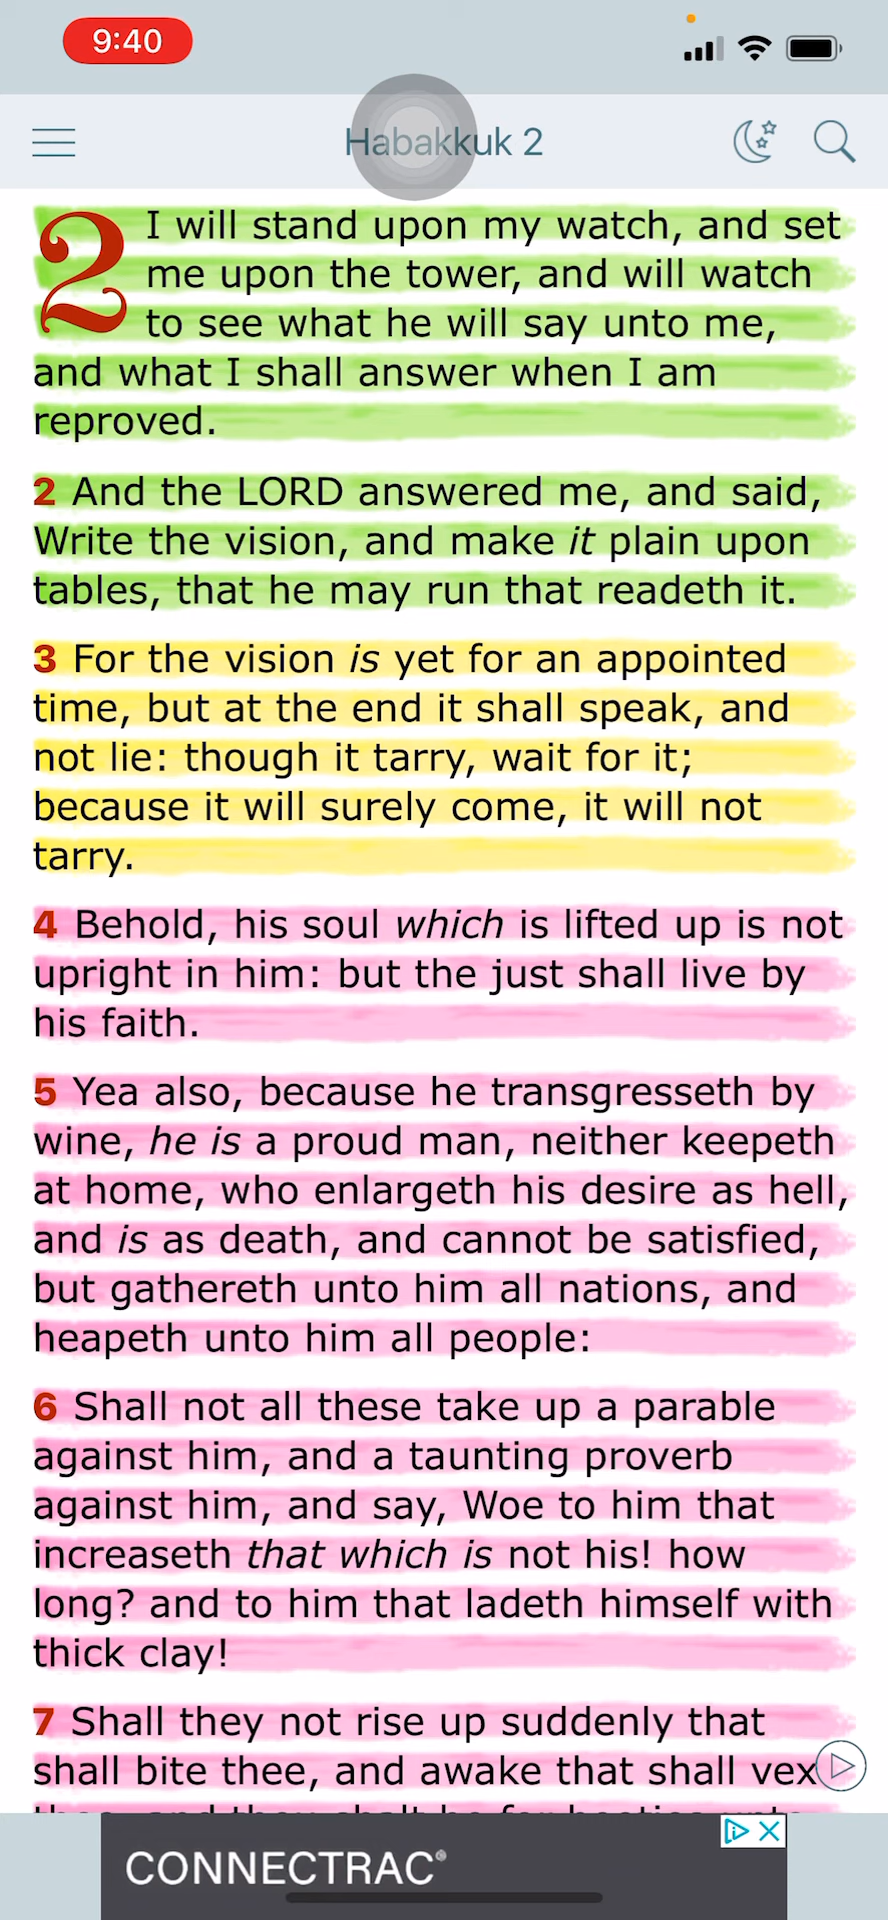 9:40
Habakkuk 2
2 I will stand upon my watch, and set
me upon the tower, and will watch
to see what he will say unto me,
and what I shall answer when I am
reproved.
2 And the LORD answered me, and said,
Write the vision, and make it plain upon
tables, that he may run that readeth it.
3 For the vision is yet for an appointed
time, but at the end it shall speak, and
not lie: though it tarry, wait for it;
because it will surely come, it will not
tarry.
4 Behold, his soul which is lifted up is not
upright in him: but the just shall live by
his faith.
5 Yea also, because he transgresseth by
wine, he is a proud man, neither keepeth
at home, who enlargeth his desire as hell,
and is as death, and cannot be satisfied,
but gathereth unto him all nations, and
heapeth unto him all people:
6 Shall not all these take up a parable
against him, and a taunting proverb
against him, and say, Woe to him that
increaseth that which is not his! how
long? and to him that ladeth himself with
thick clay!
7 Shall they not rise up suddenly that
shall bite thee, and awake that shall vex
CONNECTRAC®